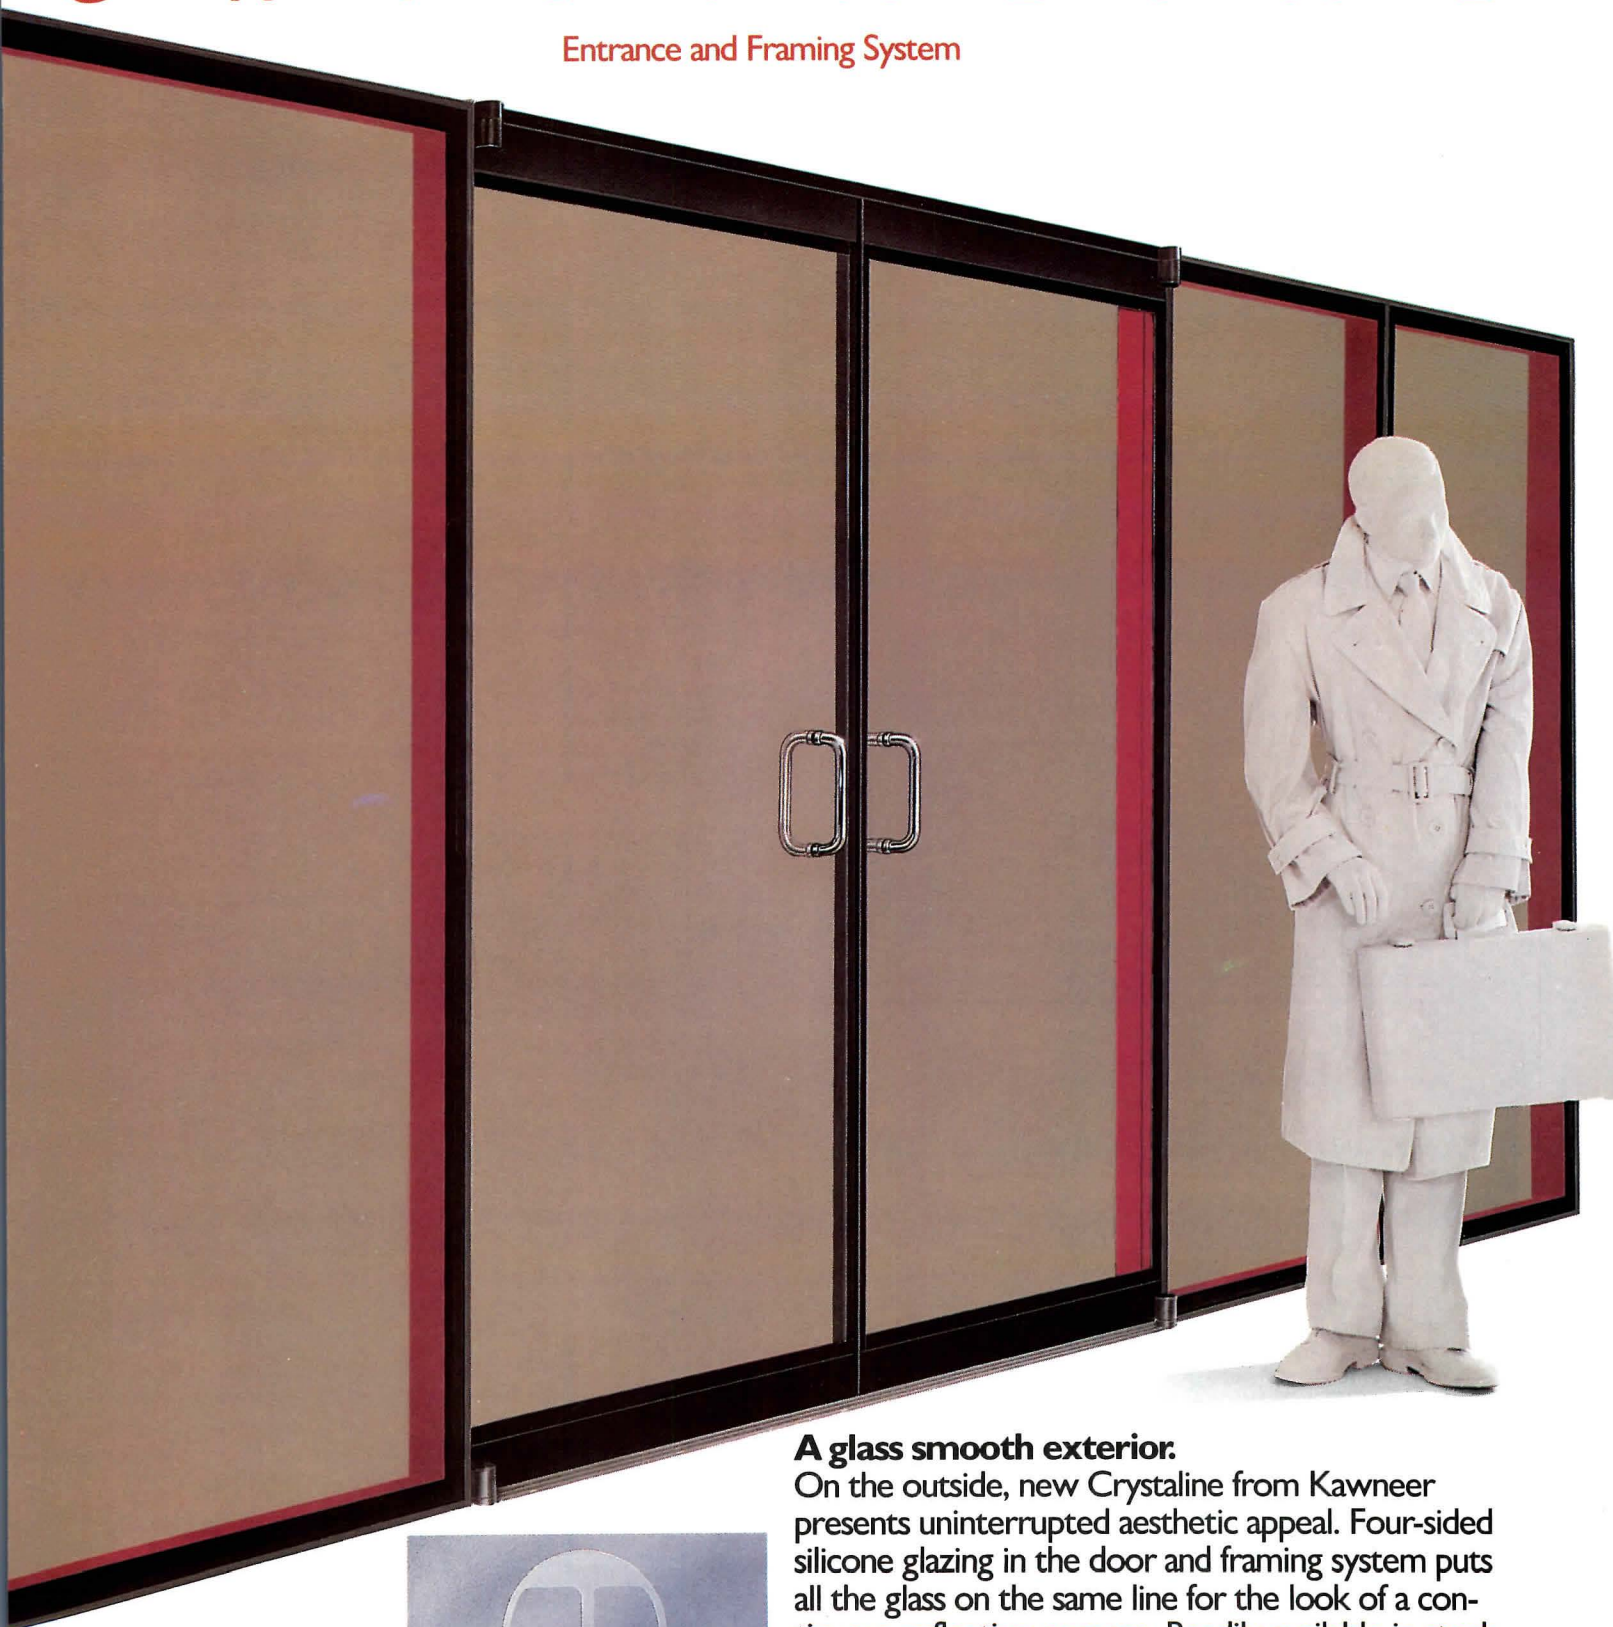 Entrance and Framing System
A glass smooth exterior.
On the outside, new Crystaline from Kawneer
presents uninterrupted aesthetic appeal. Four-sided
silicone glazing in the door and framing system puts
all the glass on the same line for the look of a con-